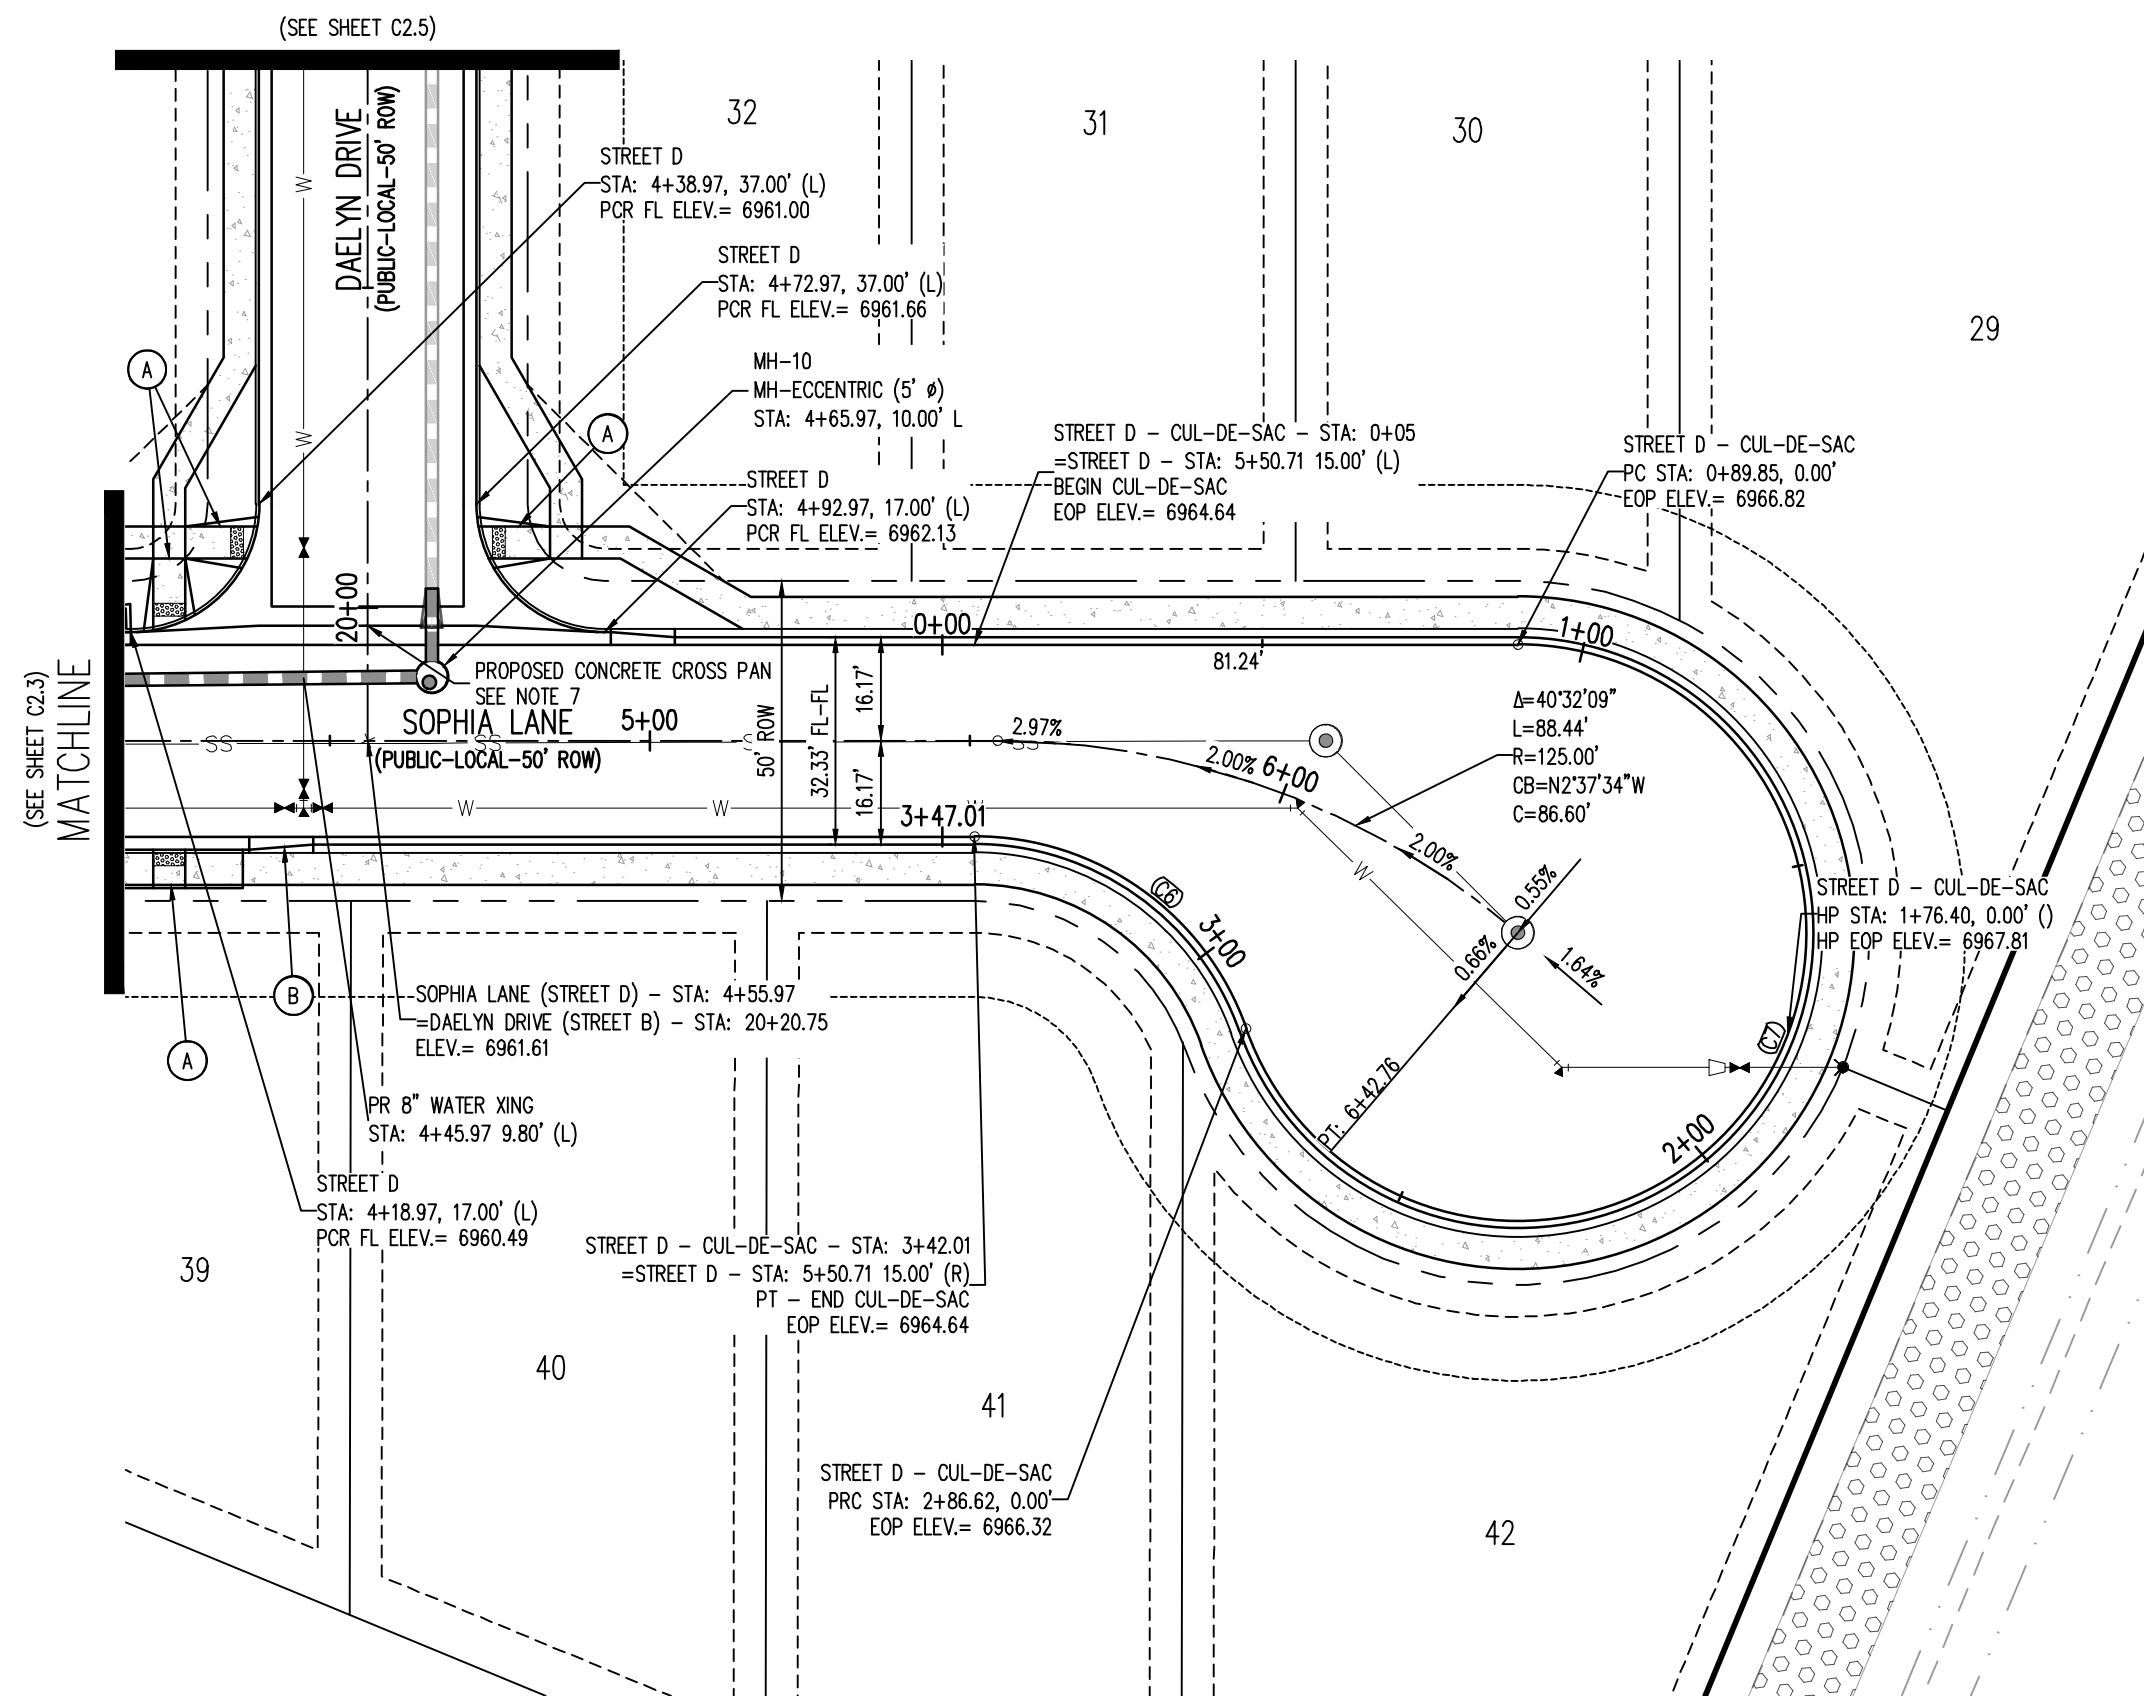 (SEE SHEET C2.5)
32
31
30
29
DAELYN DRIVE
(PUBLIC-LOCAL-50' ROW)
W
W
STREET D
STA: 4+38.97, 37.00' (L)
PCR FL ELEV.= 6961.00
STREET D
STA: 4+72.97, 37.00' (L)
PCR FL ELEV.= 6961.66
MH-10
MH-ECCENTRIC (5' ø)
STA: 4+65.97, 10.00' L
A
A
STREET D
STA: 4+92.97, 17.00' (L)
PCR FL ELEV.= 6962.13
STREET D - CUL-DE-SAC - STA: 0+05
=STREET D - STA: 5+50.71 15.00' (L)
BEGIN CUL-DE-SAC
EOP ELEV.= 6964.64
STREET D - CUL-DE-SAC
PC STA: 0+89.85, 0.00'
EOP ELEV.= 6966.82
20+00
0+00
1+00
81.24'
(SEE SHEET C2.3)
MATCHLINE
PROPOSED CONCRETE CROSS PAN
SEE NOTE 7
SOPHIA LANE
5+00
(PUBLIC-LOCAL-50' ROW)
SS
SS
SS
50' ROW
32.33' FL-FL
16.17'
16.17'
2.97%
2.00%
6+00
Δ=40°32'09"
L=88.44'
R=125.00'
CB=N2°37'34"W
C=86.60'
W
W
3+47.01
2.00%
W
0.55%
0.66%
1.64%
C6
3+00
STREET D - CUL-DE-SAC
HP STA: 1+76.40, 0.00' ()
HP EOP ELEV.= 6967.81
C7
2+00
PT: 6+42.76
B
A
SOPHIA LANE (STREET D) - STA: 4+55.97
=DAELYN DRIVE (STREET B) - STA: 20+20.75
ELEV.= 6961.61
PR 8" WATER XING
STA: 4+45.97 9.80' (L)
STREET D
STA: 4+18.97, 17.00' (L)
PCR FL ELEV.= 6960.49
STREET D - CUL-DE-SAC - STA: 3+42.01
=STREET D - STA: 5+50.71 15.00' (R)
PT - END CUL-DE-SAC
EOP ELEV.= 6964.64
39
40
41
42
STREET D - CUL-DE-SAC
PRC STA: 2+86.62, 0.00'
EOP ELEV.= 6966.32